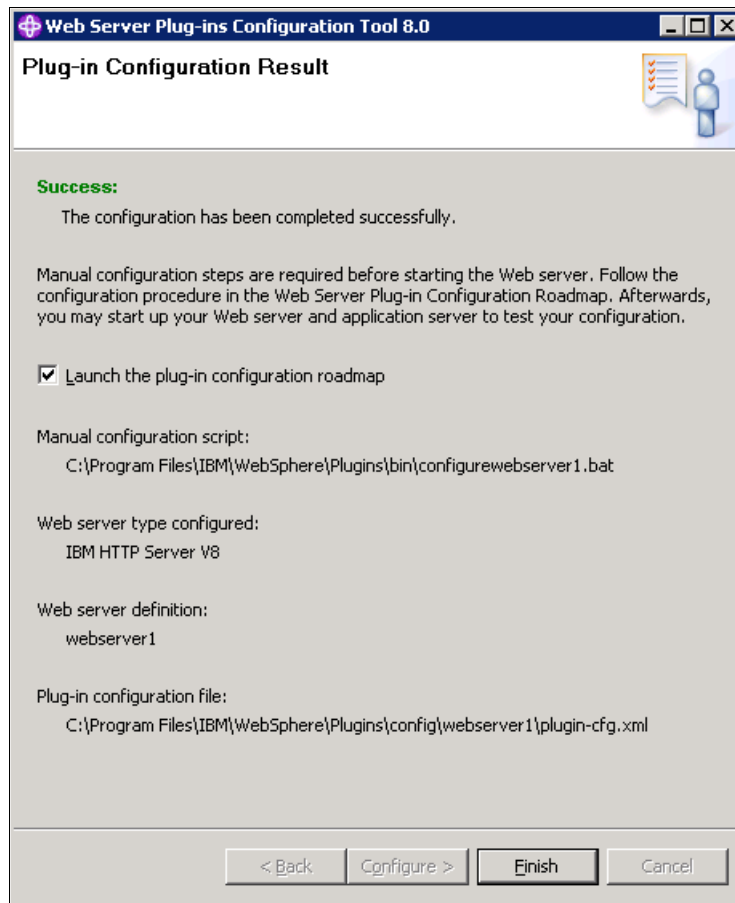 Web Server Plug-ins Configuration Tool 8.0
Plug-in Configuration Result
Success:
The configuration has been completed successfully.
Manual configuration steps are required before starting the Web server. Follow the
configuration procedure in the Web Server Plug-in Configuration Roadmap. Afterwards,
you may start up your Web server and application server to test your configuration.
Launch the plug-in configuration roadmap
Manual configuration script:
C:\Program Files\IBM\WebSphere\Plugins\bin\configurewebserver1.bat
Web server type configured:
IBM HTTP Server V8
Web server definition:
webserver1
Plug-in configuration file:
C:\Program Files\IBM\WebSphere\Plugins\config\webserver1\plugin-cfg.xml
< Back
Configure >
Finish
Cancel